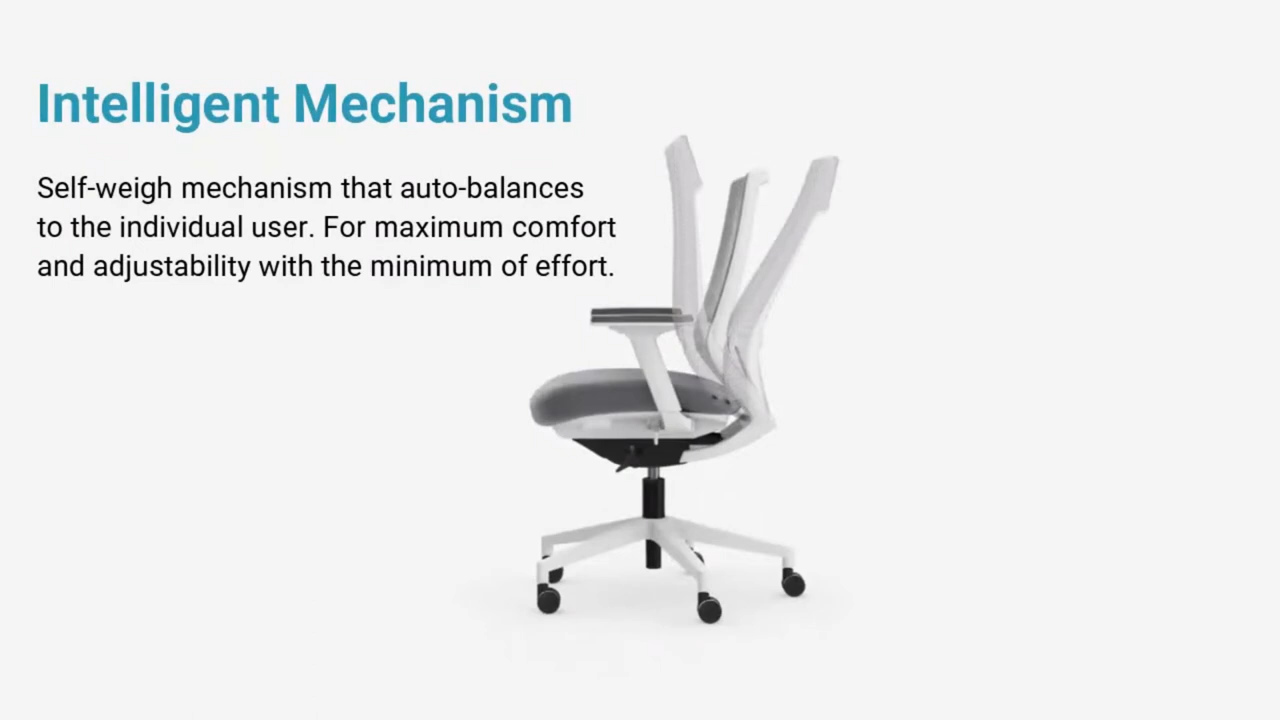 Intelligent Mechanism
Self-weigh mechanism that auto-balances
to the individual user. For maximum comfort
and adjustability with the minimum of effort.